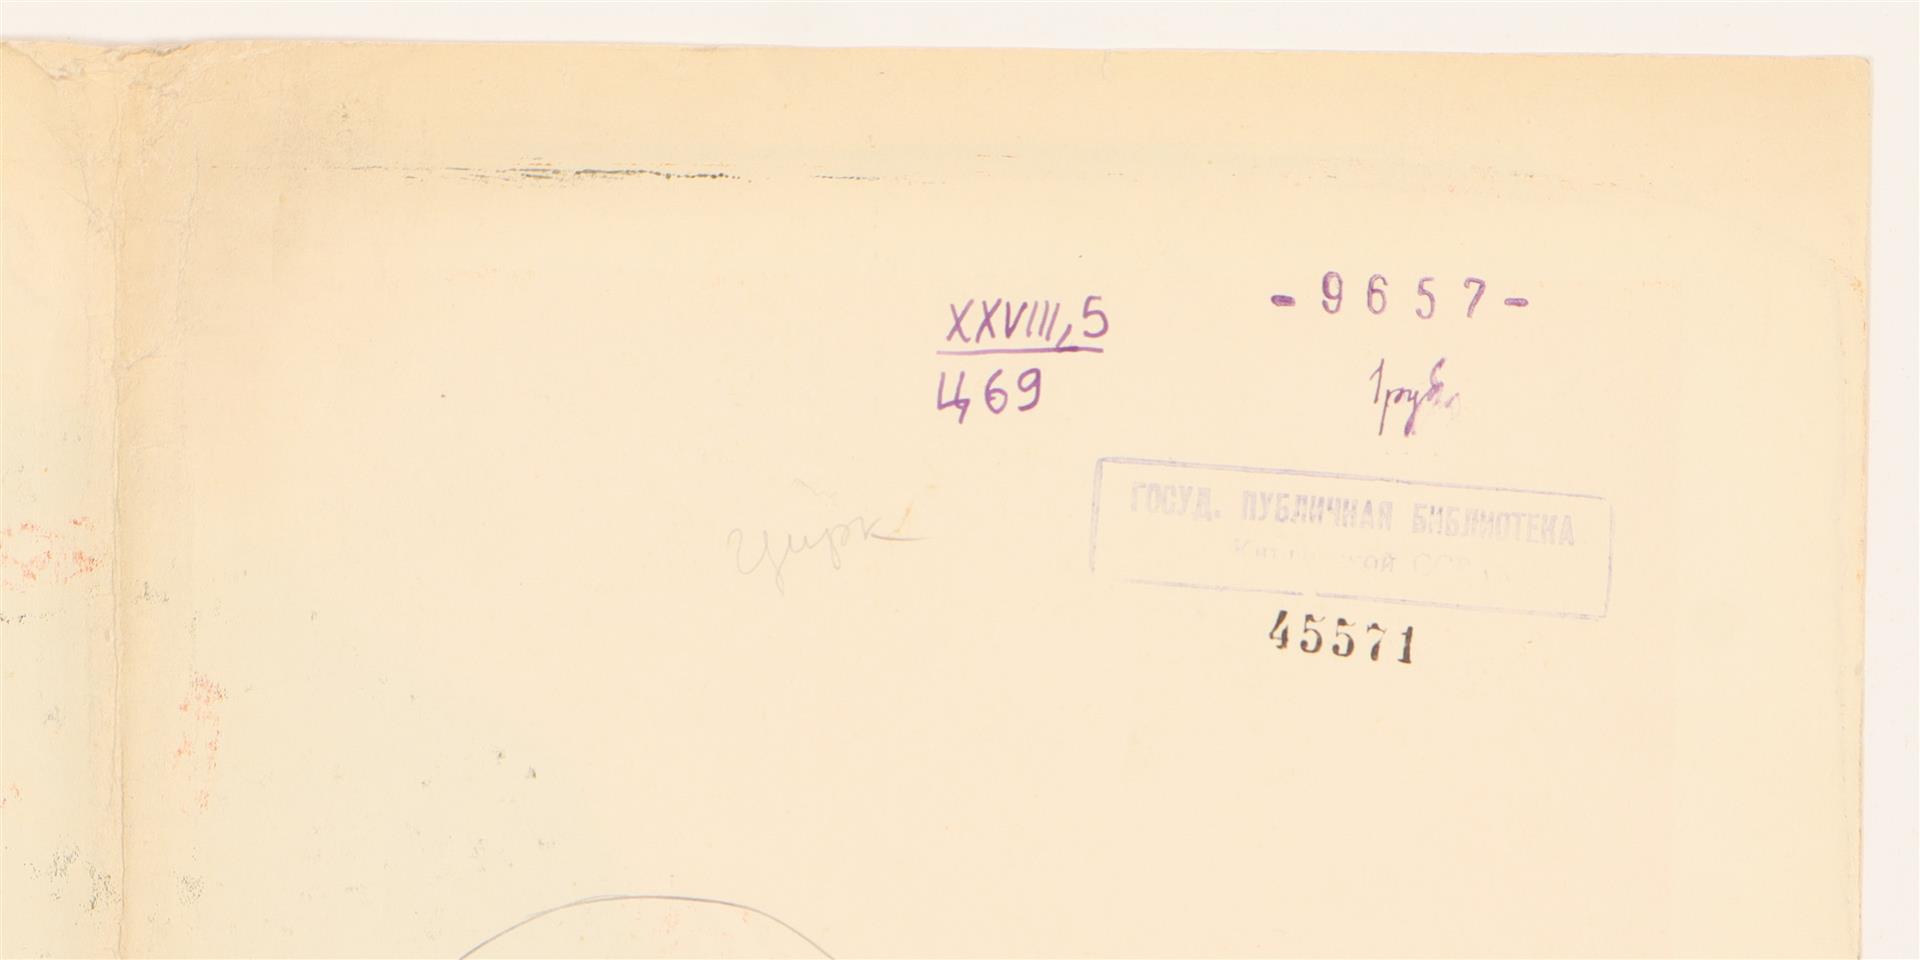 - 9657 -
XXVIII,5
Ц69
1руб.
цирк
ГОСУД. ПУБЛИЧНАЯ БИБЛИОТЕКА
45571